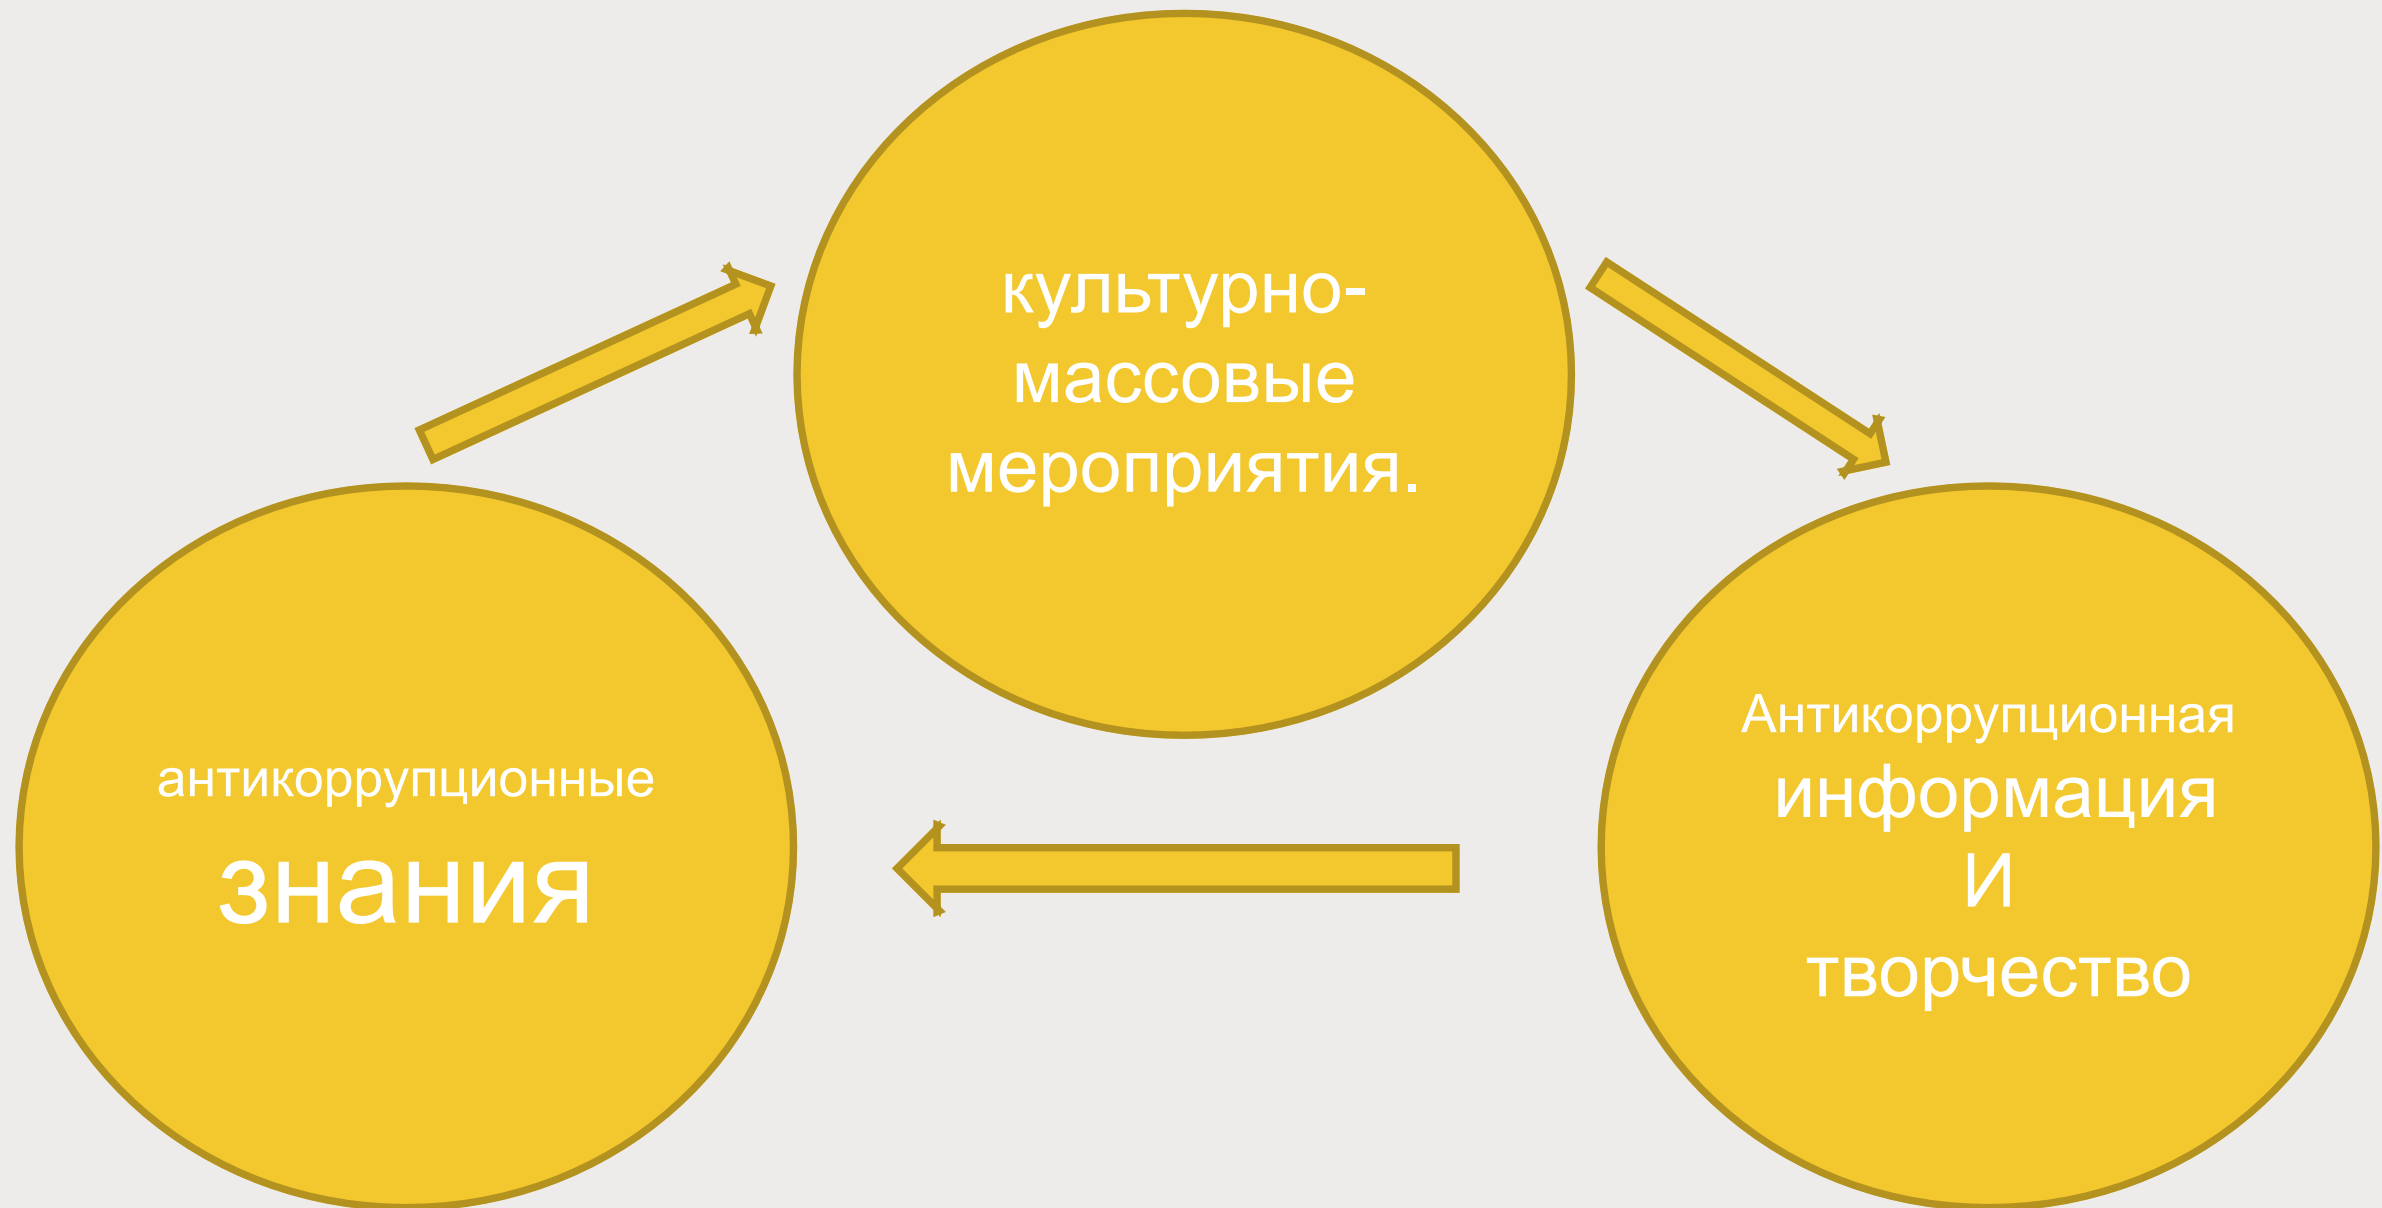 культурно-
массовые
мероприятия.
антикоррупционные
знания
Антикоррупционная
информация
И
творчество